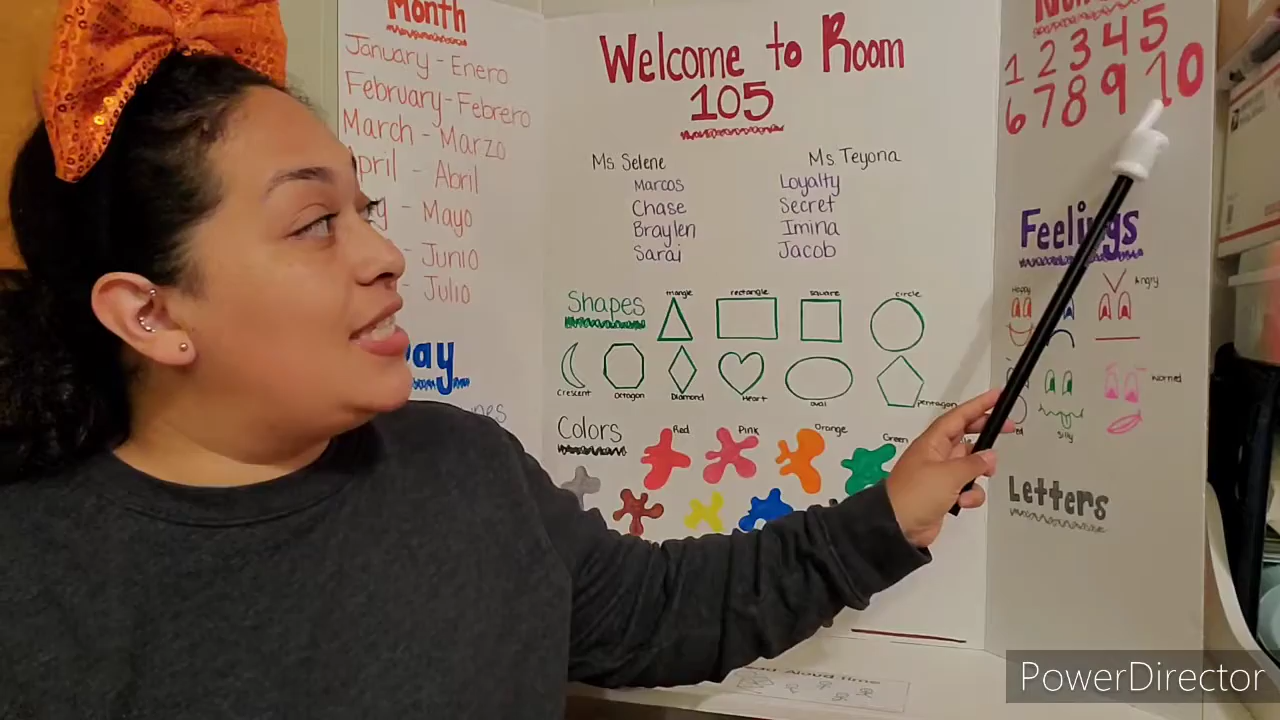 Month
January - Enero
February - Febrero
March - Marzo
April - Abril
- Mayo
- Junio
- Julio
Day
Welcome to Room
105
Ms Selene
Marcos
Chase
Braylen
Sarai
Ms Teyona
Loyalty
Secret
Imina
Jacob
Shapes
triangle
rectangle
square
circle
Crescent
Octagon
Diamond
Heart
oval
pentagon
Colors
Red
Pink
Orange
Green
1 2 3 4 5
6 7 8 9 10
Feelings
Happy
Angry
Silly
Worried
Letters
Read Aloud Time
PowerDirector